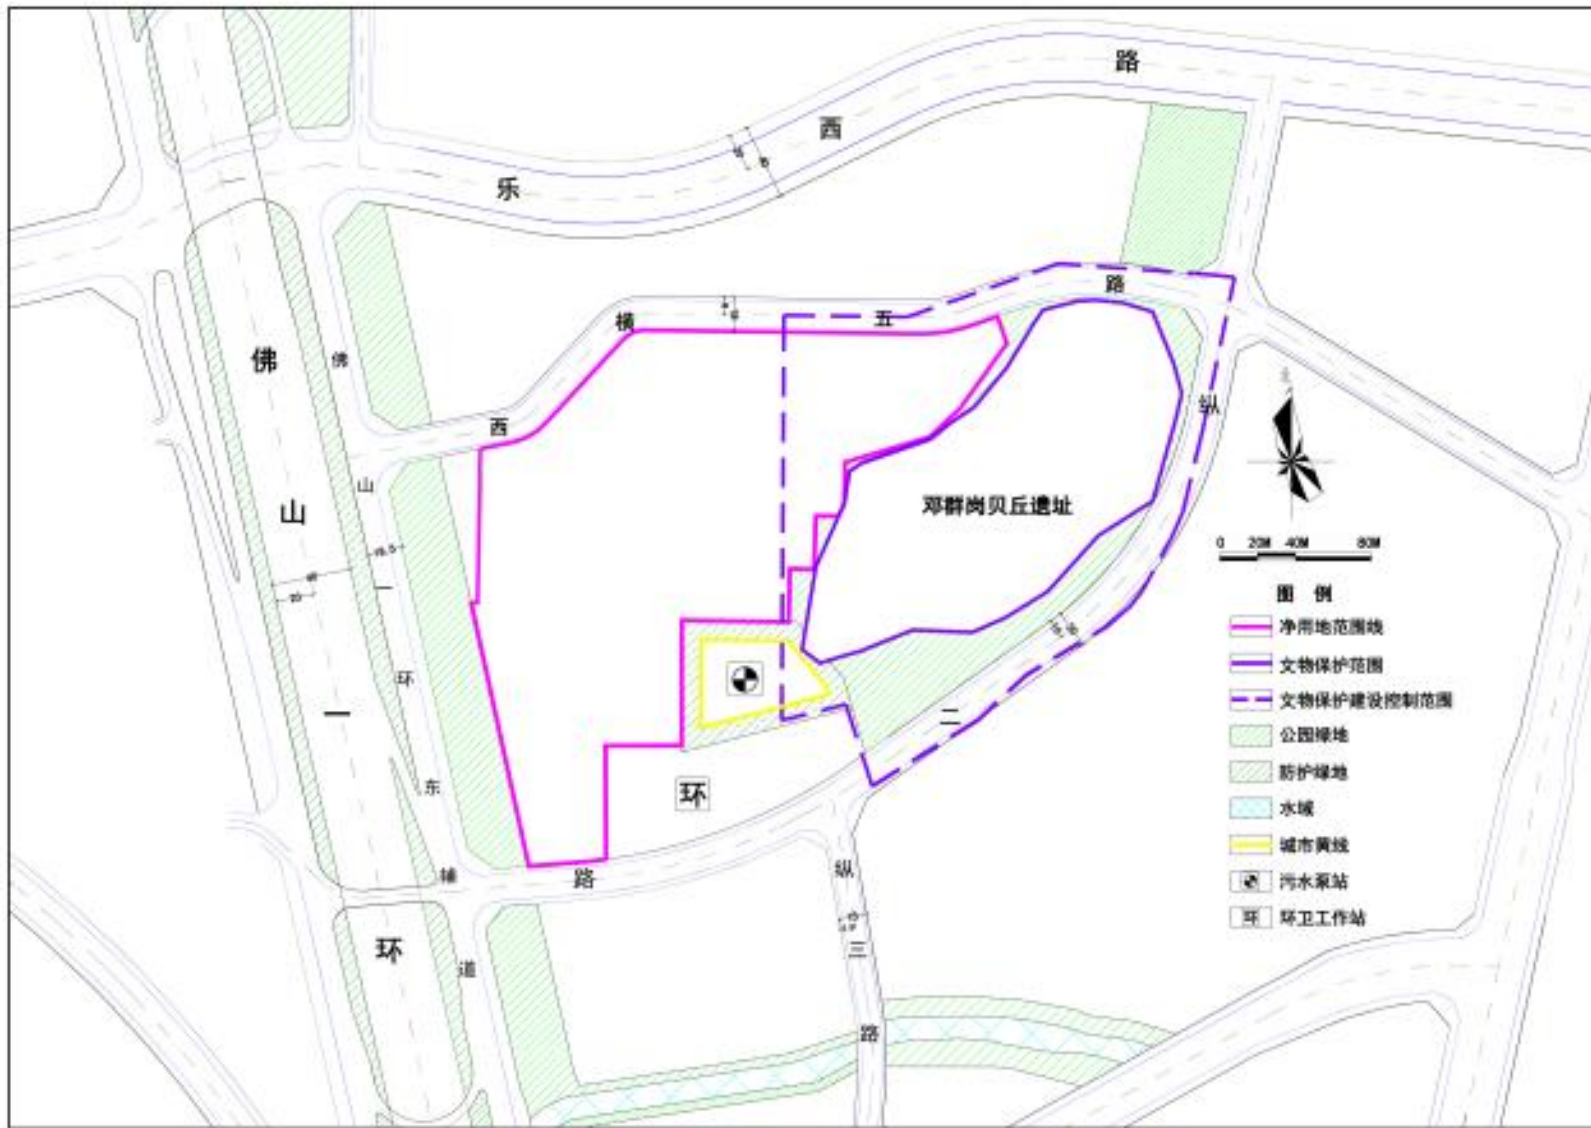 乐西路
西横五路
佛山一环
佛山一环东辅道
纵二路
纵三路
邓群岗贝丘遗址
环
0 20M 40M 80M
图 例
净用地范围线
文物保护范围
文物保护建设控制范围
公园绿地
防护绿地
水域
城市黄线
污水泵站
环 环卫工作站